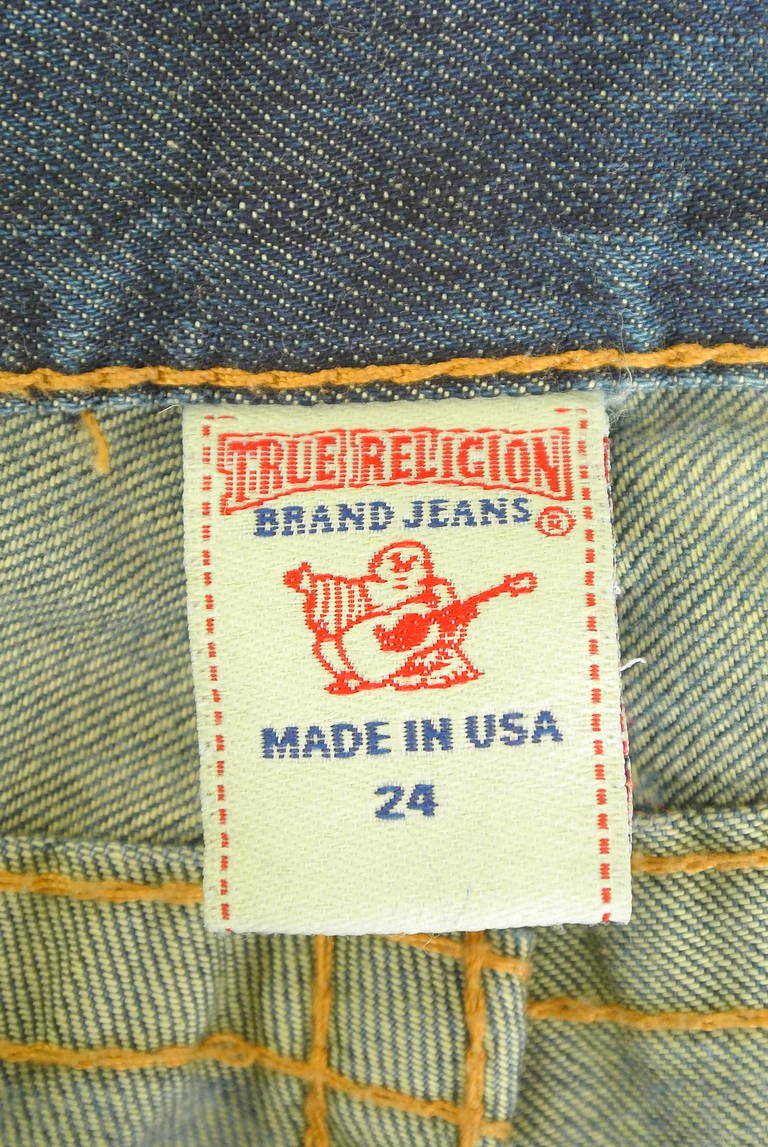 TRUE RELIGION
BRAND JEANS ®
MADE IN USA
24